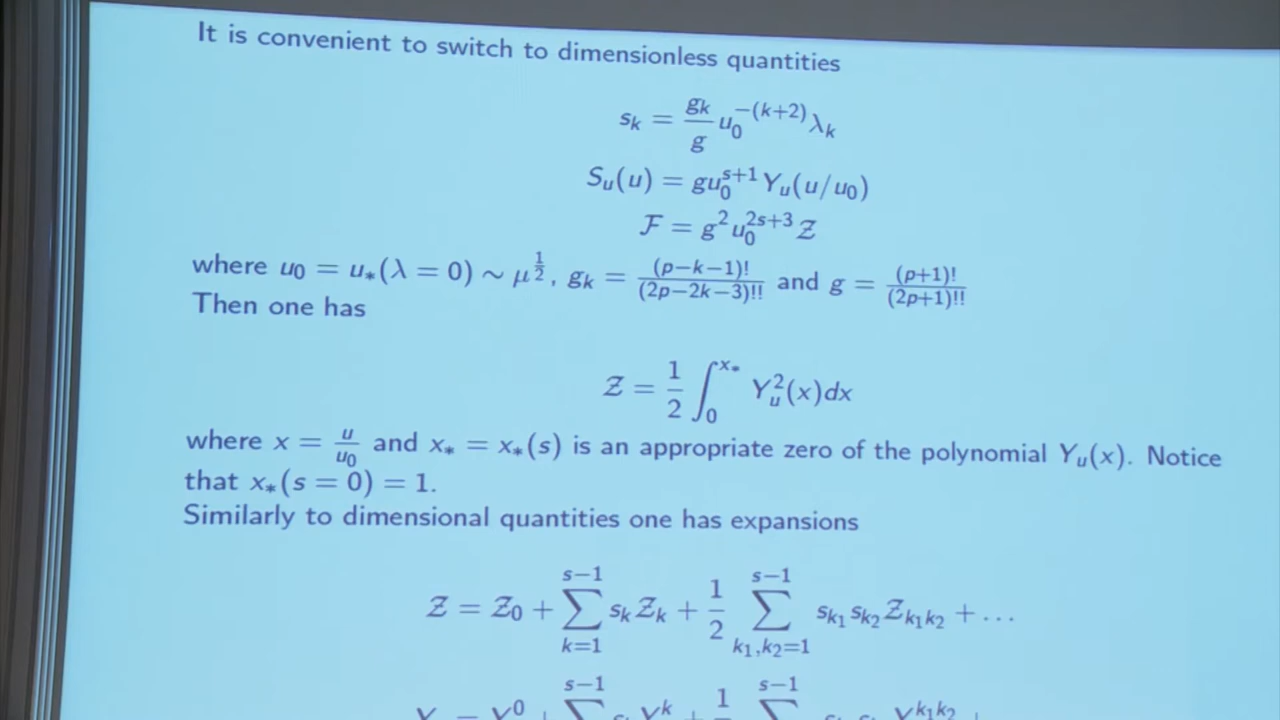 It is convenient to switch to dimensionless quantities
s_k = \frac{g_k}{g} u_0^{-(k+2)} λ_k
S_u(u) = g u_0^{s+1} Y_u(u/u_0)
\mathcal{F} = g^2 u_0^{2s+3} \mathcal{Z}
where u_0 = u_*(λ = 0) ∼ μ^{\frac{1}{2}}, g_k = \frac{(p−k−1)!}{(2p−2k−3)!!} and g = \frac{(p+1)!}{(2p+1)!!}
Then one has
\mathcal{Z} = \frac{1}{2} \int_0^{x_*} Y_u^2(x)dx
where x = \frac{u}{u_0} and x_* = x_*(s) is an appropriate zero of the polynomial Y_u(x). Notice
that x_*(s = 0) = 1.
Similarly to dimensional quantities one has expansions
\mathcal{Z} = \mathcal{Z}_0 + \sum_{k=1}^{s−1} s_k \mathcal{Z}_k + \frac{1}{2} \sum_{k_1,k_2=1}^{s−1} s_{k_1} s_{k_2} \mathcal{Z}_{k_1 k_2} + …